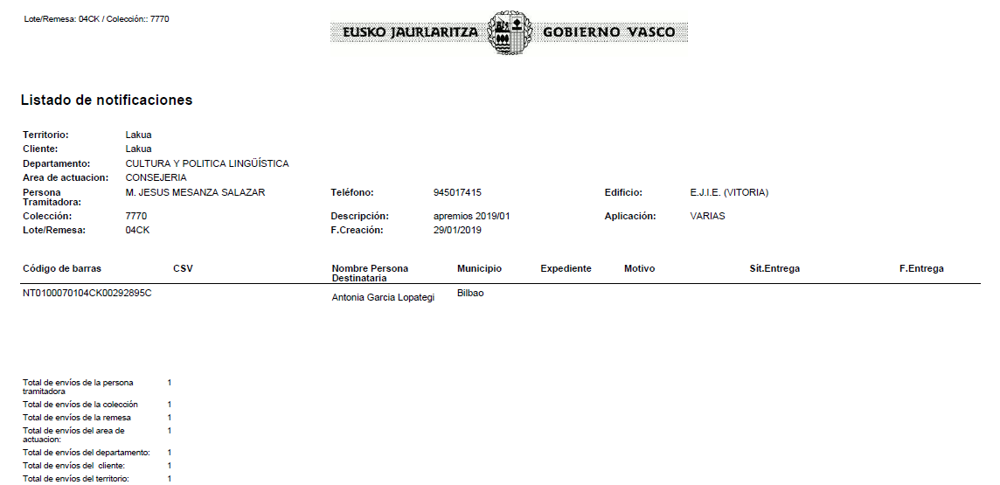 Lote/Remesa: 04CK / Colección:: 7770
EUSKO JAURLARITZA GOBIERNO VASCO
Listado de notificaciones
Territorio: Lakua
Cliente: Lakua
Departamento: CULTURA Y POLITICA LINGÜÍSTICA
Area de actuacion: CONSEJERIA
Persona Tramitadora: M. JESUS MESANZA SALAZAR Teléfono: 945017415 Edificio: E.J.I.E. (VITORIA)
Colección: 7770 Descripción: apremios 2019/01 Aplicación: VARIAS
Lote/Remesa: 04CK F.Creación: 29/01/2019
Código de barras CSV Nombre Persona Destinataria Municipio Expediente Motivo Sít.Entrega F.Entrega
NT0100070104CK00292895C Antonia Garcia Lopategi Bilbao
Total de envíos de la persona tramitadora 1
Total de envíos de la colección 1
Total de envíos de la remesa 1
Total de envíos del area de actuacion: 1
Total de envíos del departamento: 1
Total de envíos del cliente: 1
Total de envíos del territorio: 1